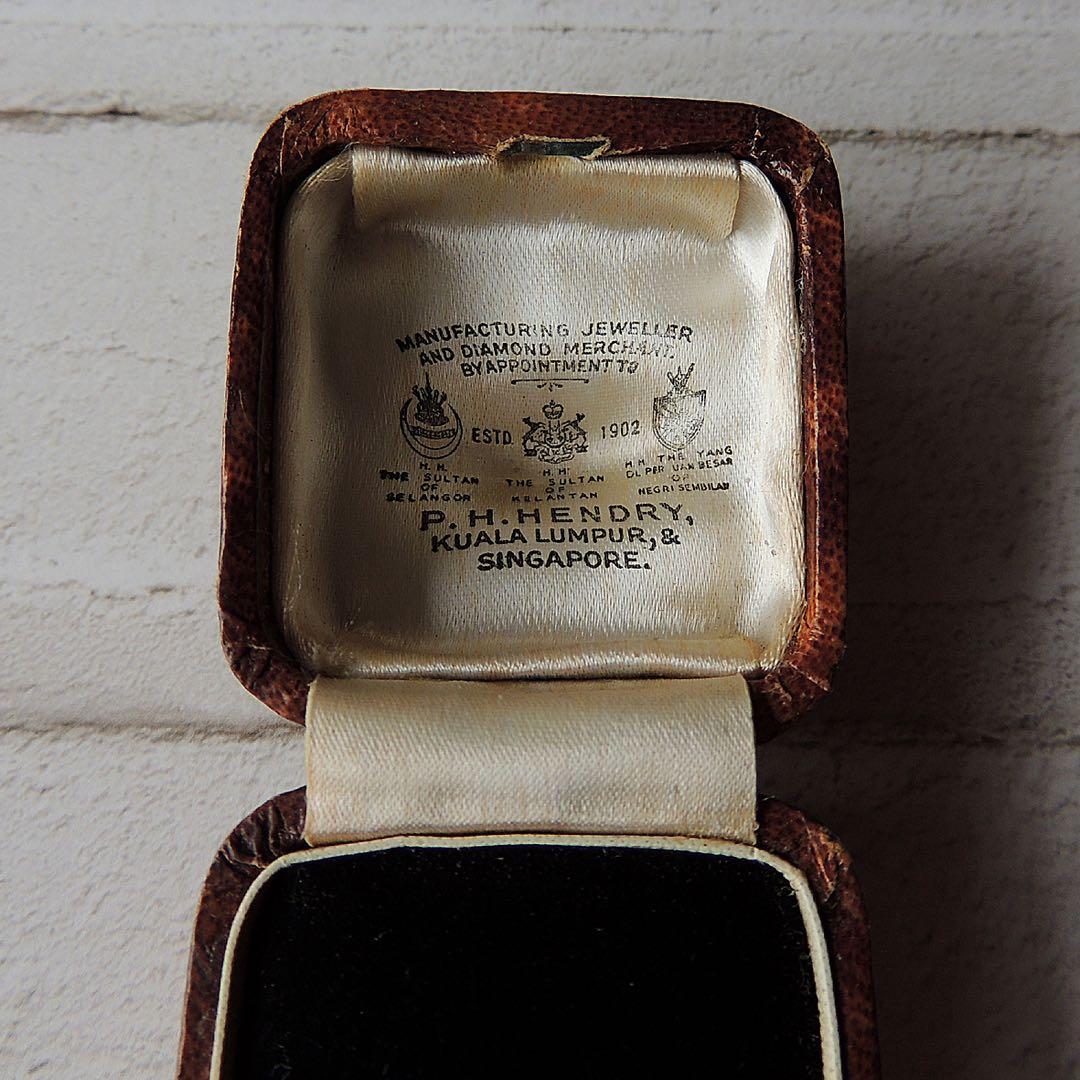 MANUFACTURING JEWELLER
AND DIAMOND MERCHANT.
BY APPOINTMENT TO
ESTD. 1902
H.H.
THE SULTAN
OF
SELANGOR
H.H.
THE SULTAN
OF
KELANTAN
H.H. THE YANG
DI.PER TUAN BESAR
OF
NEGRI SEMBILAN
P.H.HENDRY,
KUALA LUMPUR, &
SINGAPORE.